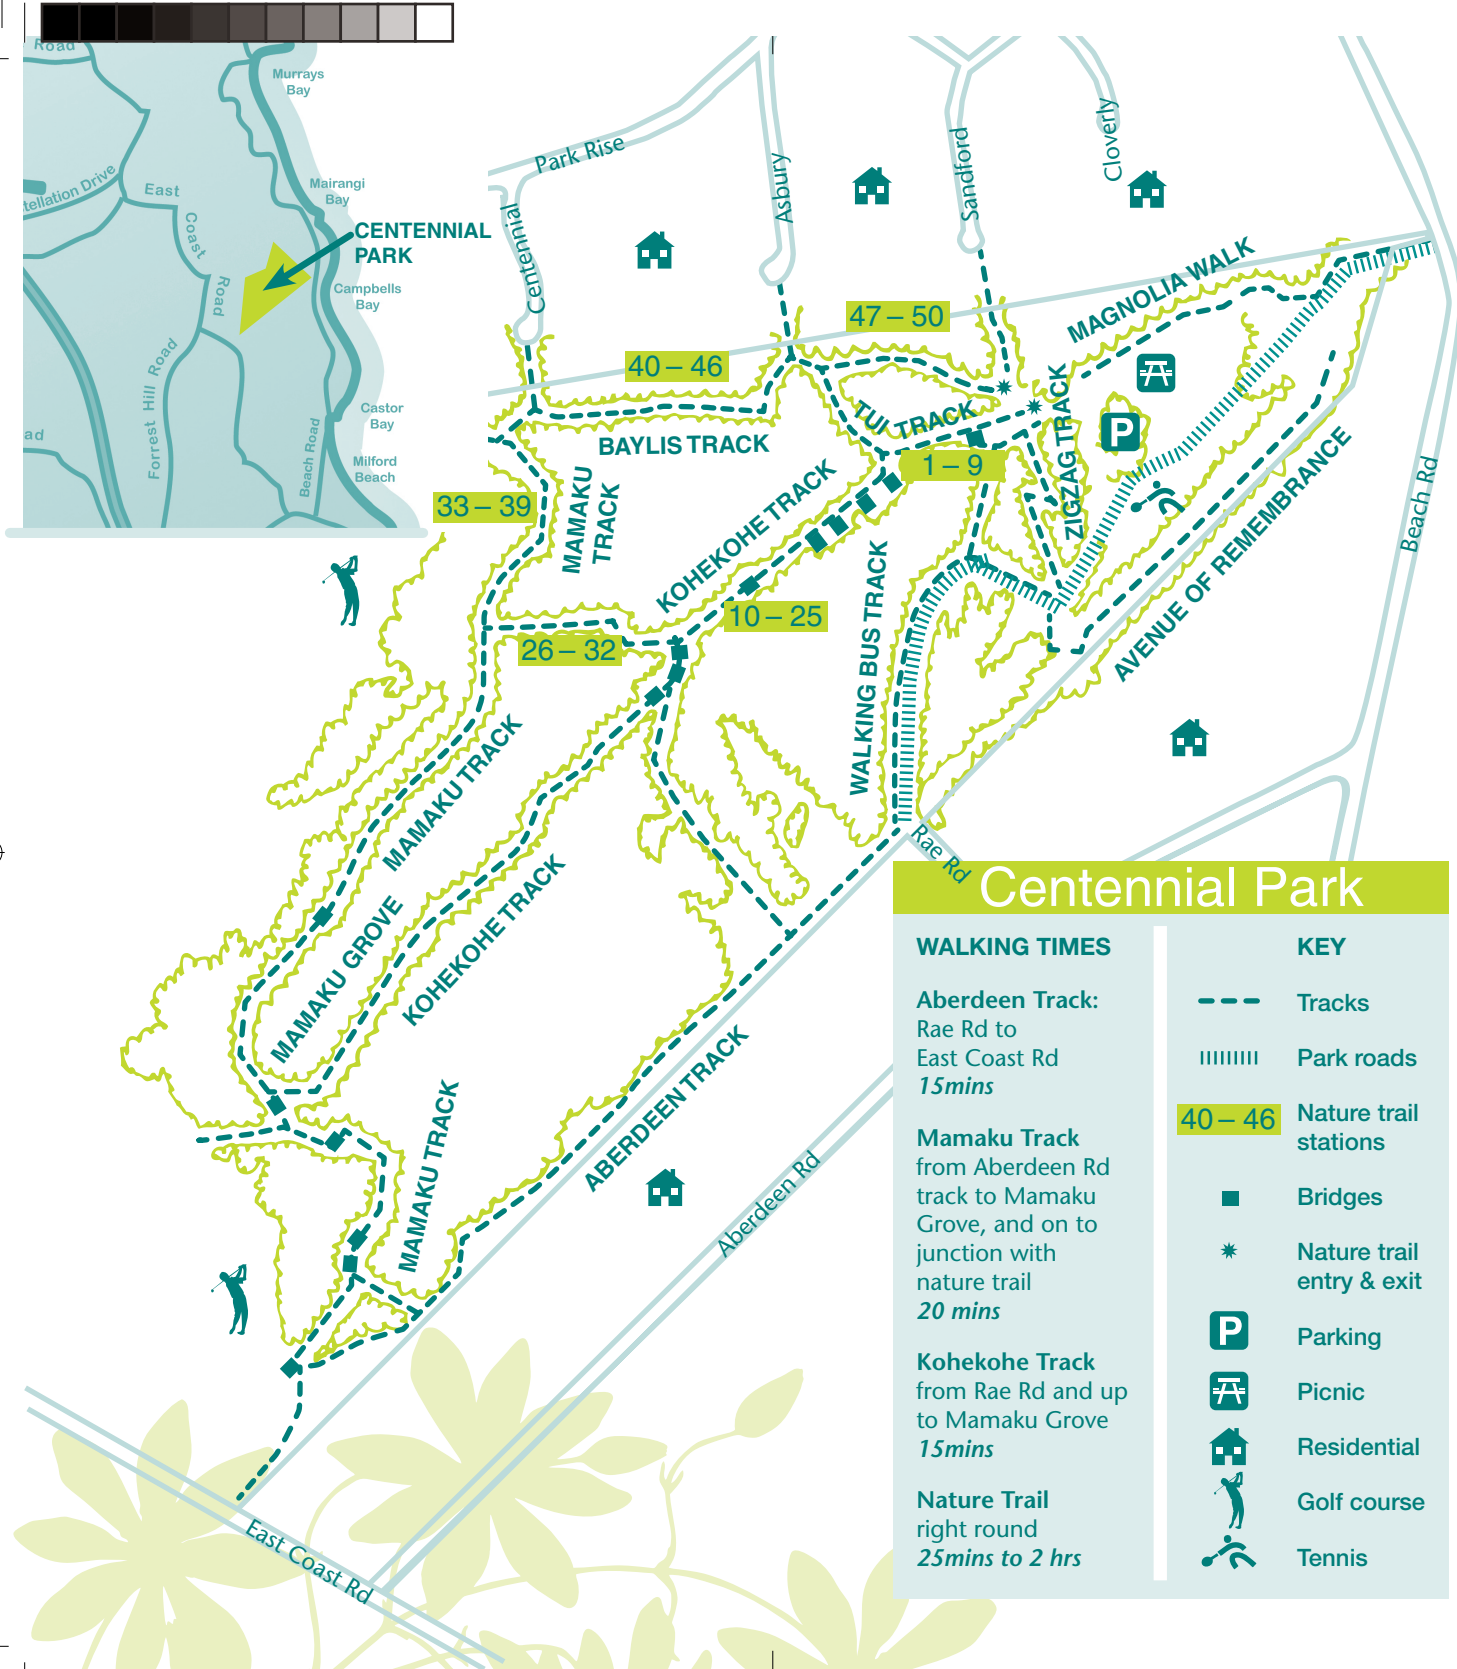 Road
Murrays
Bay
tellation Drive
East
Coast
Road
Mairangi
Bay
CENTENNIAL
PARK
Campbells
Bay
Forrest Hill Road
Castor
Bay
Beach Road
Milford
Beach
ad
Park Rise
Centennial
Asbury
Sandford
Cloverly
MAGNOLIA WALK
47 – 50
40 – 46
TUI TRACK
BAYLIS TRACK
ZIGZAG TRACK
P
1 – 9
33 – 39
MAMAKU
TRACK
KOHEKOHE TRACK
Beach Rd
AVENUE OF REMEMBRANCE
10 – 25
26 – 32
WALKING BUS TRACK
MAMAKU TRACK
Rae Rd
MAMAKU GROVE
KOHEKOHE TRACK
ABERDEEN TRACK
MAMAKU TRACK
Aberdeen Rd
East Coast Rd
Centennial Park
WALKING TIMES
Aberdeen Track:
Rae Rd to
East Coast Rd
15mins
Mamaku Track
from Aberdeen Rd
track to Mamaku
Grove, and on to
junction with
nature trail
20 mins
Kohekohe Track
from Rae Rd and up
to Mamaku Grove
15mins
Nature Trail
right round
25mins to 2 hrs
KEY
Tracks
Park roads
40 – 46
Nature trail
stations
Bridges
Nature trail
entry & exit
P
Parking
Picnic
Residential
Golf course
Tennis